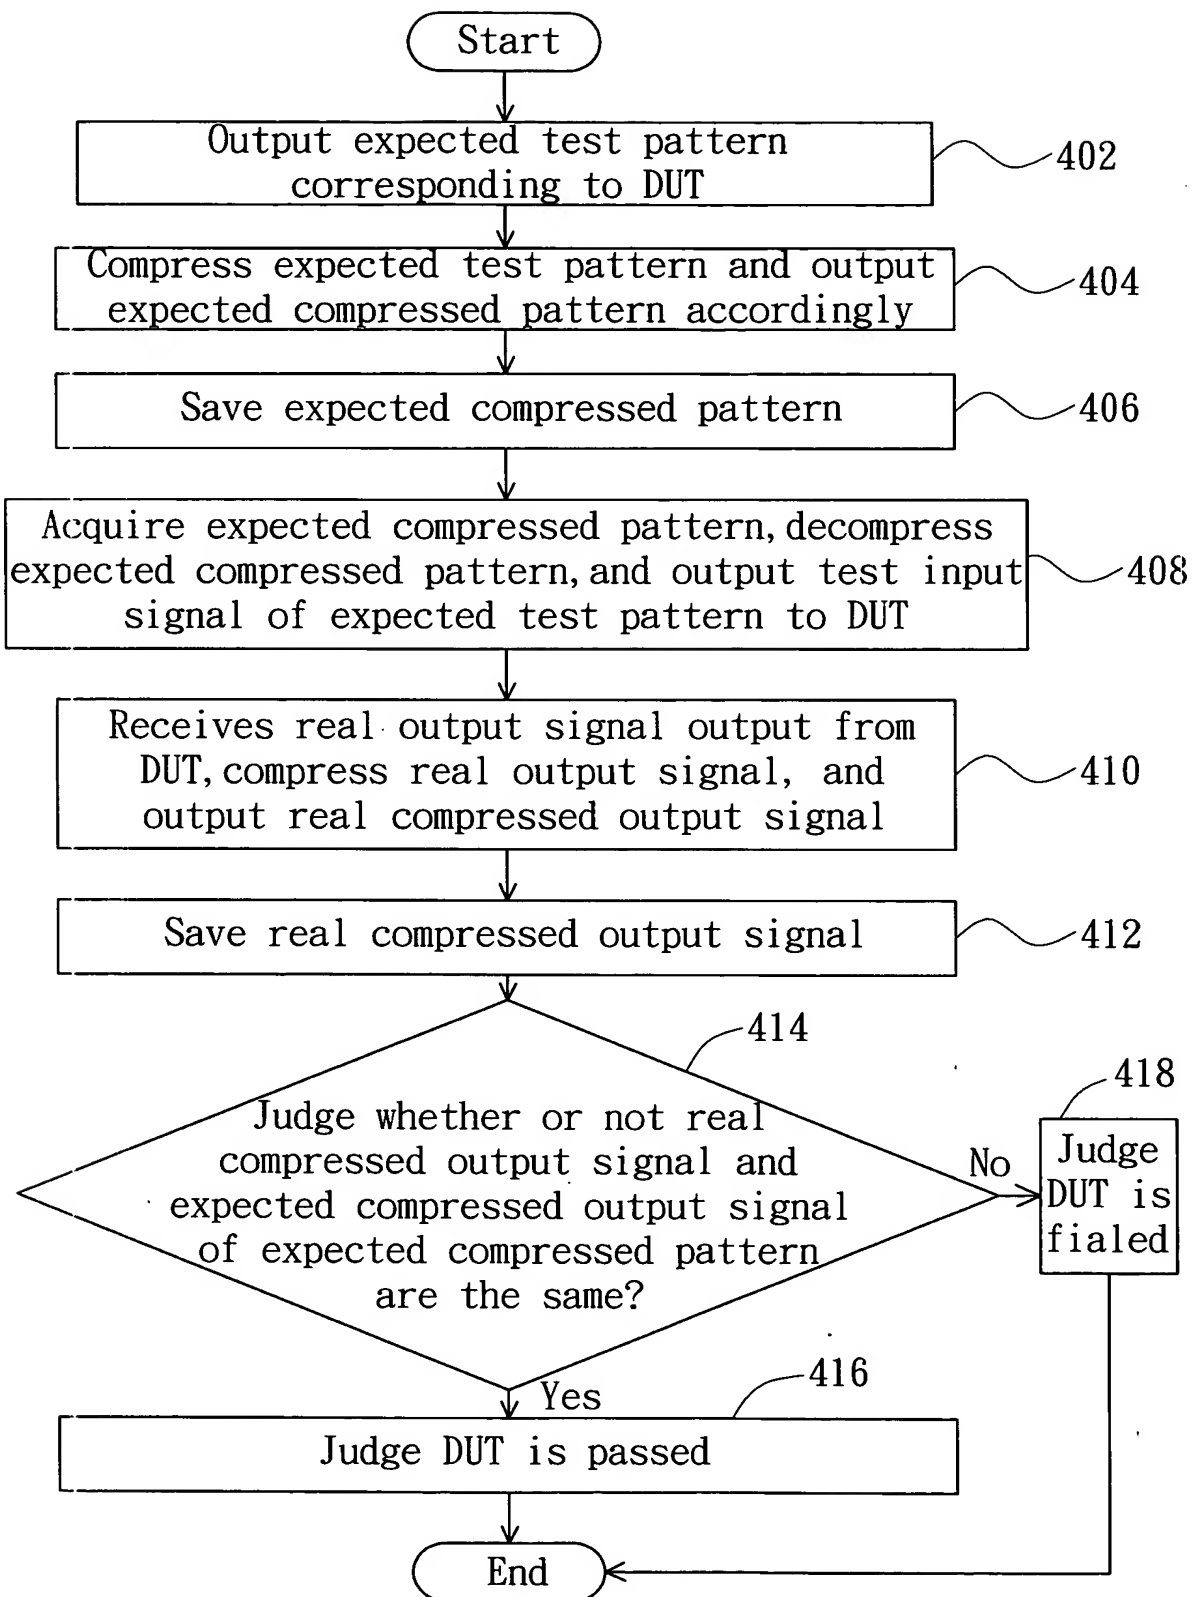 Start
Output expected test pattern
corresponding to DUT
402
Compress expected test pattern and output
expected compressed pattern accordingly
404
Save expected compressed pattern
406
Acquire expected compressed pattern, decompress
expected compressed pattern, and output test input
signal of expected test pattern to DUT
408
Receives real output signal output from
DUT, compress real output signal, and
output real compressed output signal
410
Save real compressed output signal
412
414
Judge whether or not real
compressed output signal and
expected compressed output signal
of expected compressed pattern
are the same?
No
418
Judge
DUT is
fialed
Yes
416
Judge DUT is passed
End